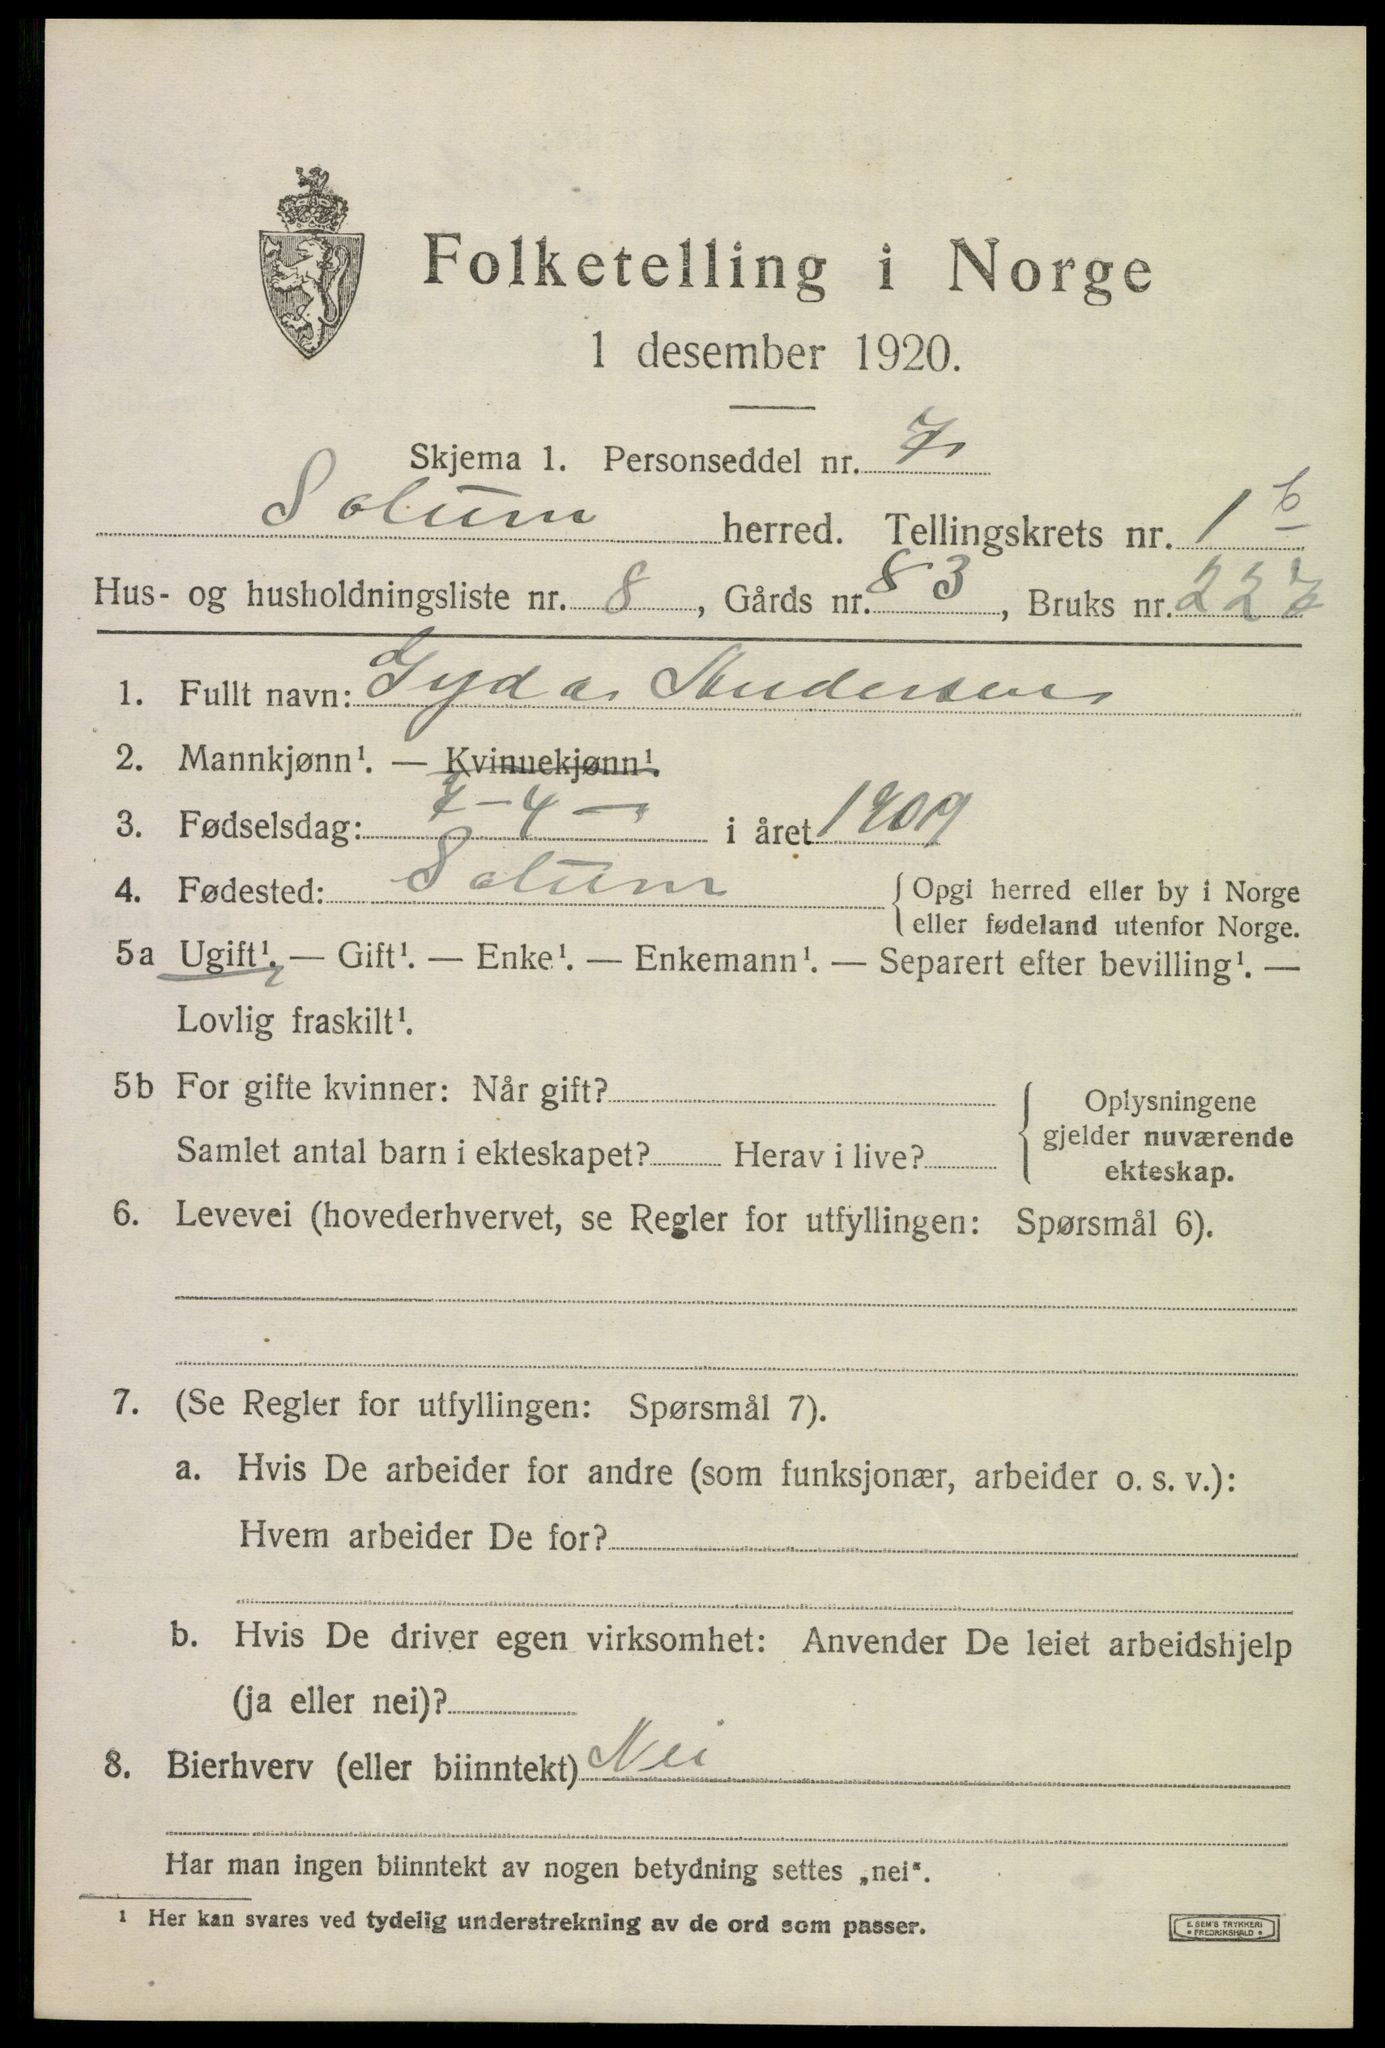 Folketelling i Norge
1 desember 1920.
Skjema 1. Personseddel nr. 7
Solum herred. Tellingskrets nr. 1 b
Hus- og husholdningsliste nr. 8, Gårds nr. 83, Bruks nr. 227
1. Fullt navn: Gyda Andersen
2. Mannkjønn¹. — Kvinnekjønn¹.
3. Fødselsdag: 7-4- i året 1909
4. Fødested: Solum {Opgi herred eller by i Norge
eller fødeland utenfor Norge.
5a Ugift¹. — Gift¹. — Enke¹. — Enkemann¹. — Separert efter bevilling¹. —
Lovlig fraskilt¹.
5b For gifte kvinner: Når gift?
Samlet antal barn i ekteskapet? Herav i live?
{Oplysningene
gjelder nuværende
ekteskap.
6. Levevei (hovederhvervet, se Regler for utfyllingen: Spørsmål 6).
7. (Se Regler for utfyllingen: Spørsmål 7).
a. Hvis De arbeider for andre (som funksjonær, arbeider o. s. v.):
Hvem arbeider De for?
b. Hvis De driver egen virksomhet: Anvender De leiet arbeidshjelp
(ja eller nei)?
8. Bierhverv (eller biinntekt) Nei
Har man ingen biinntekt av nogen betydning settes „nei“.
¹ Her kan svares ved tydelig understrekning av de ord som passer.
E. SEM'S TRYKKERI
• FREDRIKSHALD •